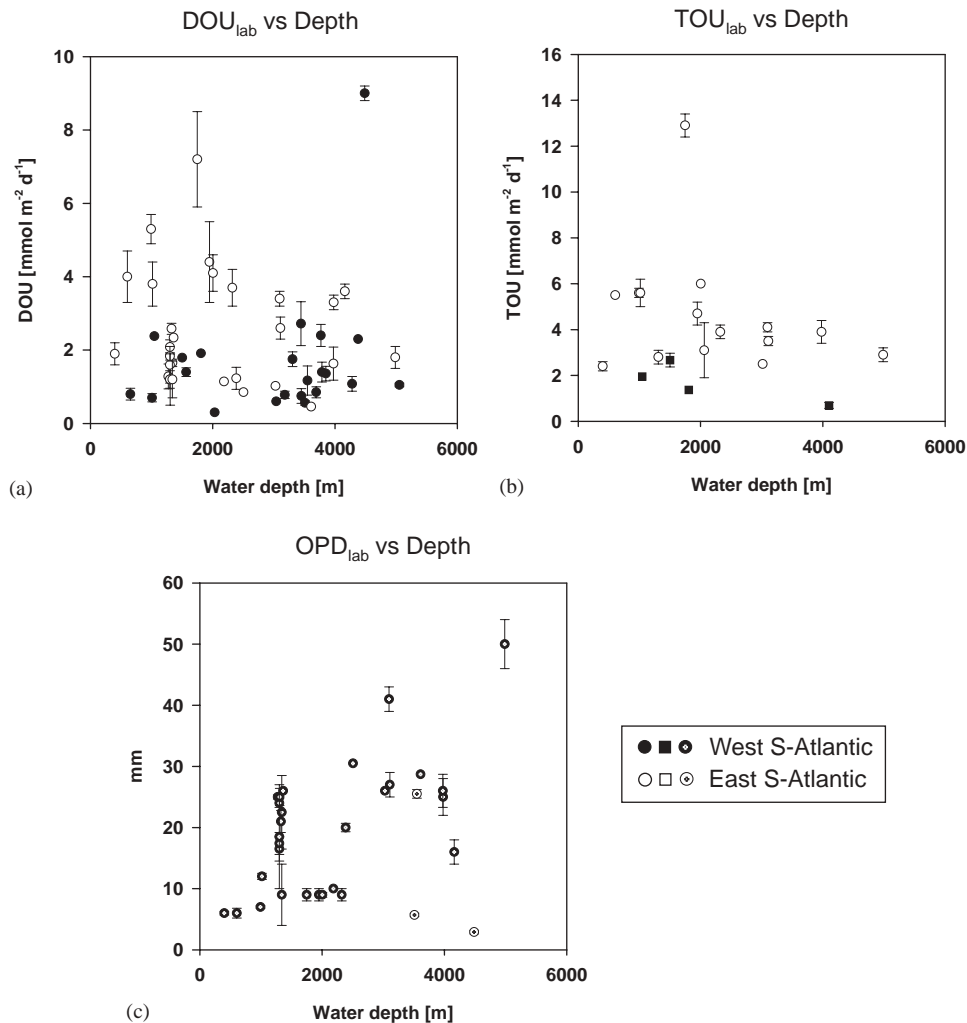 DOU_lab vs Depth
10
8
6
4
2
0
DOU [mmol m⁻² d⁻¹]
0 2000 4000 6000
Water depth [m]
(a)
TOU_lab vs Depth
16
14
12
10
8
6
4
2
0
TOU [mmol m⁻² d⁻¹]
0 2000 4000 6000
Water depth [m]
(b)
OPD_lab vs Depth
60
50
40
30
20
10
0
mm
0 2000 4000 6000
Water depth [m]
(c)
West S-Atlantic
East S-Atlantic